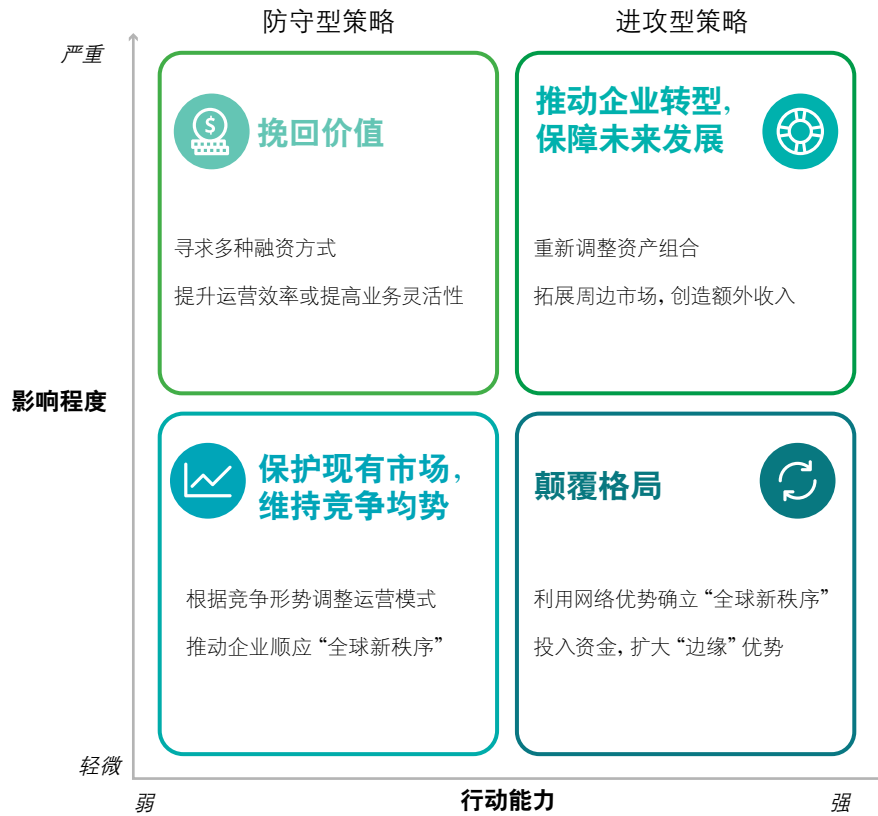 防守型策略
进攻型策略
严重
挽回价值
寻求多种融资方式
提升运营效率或提高业务灵活性
推动企业转型，
保障未来发展
重新调整资产组合
拓展周边市场，创造额外收入
影响程度
保护现有市场，
维持竞争均势
根据竞争形势调整运营模式
推动企业顺应“全球新秩序”
颠覆格局
利用网络优势确立“全球新秩序”
投入资金，扩大“边缘”优势
轻微
弱
行动能力
强